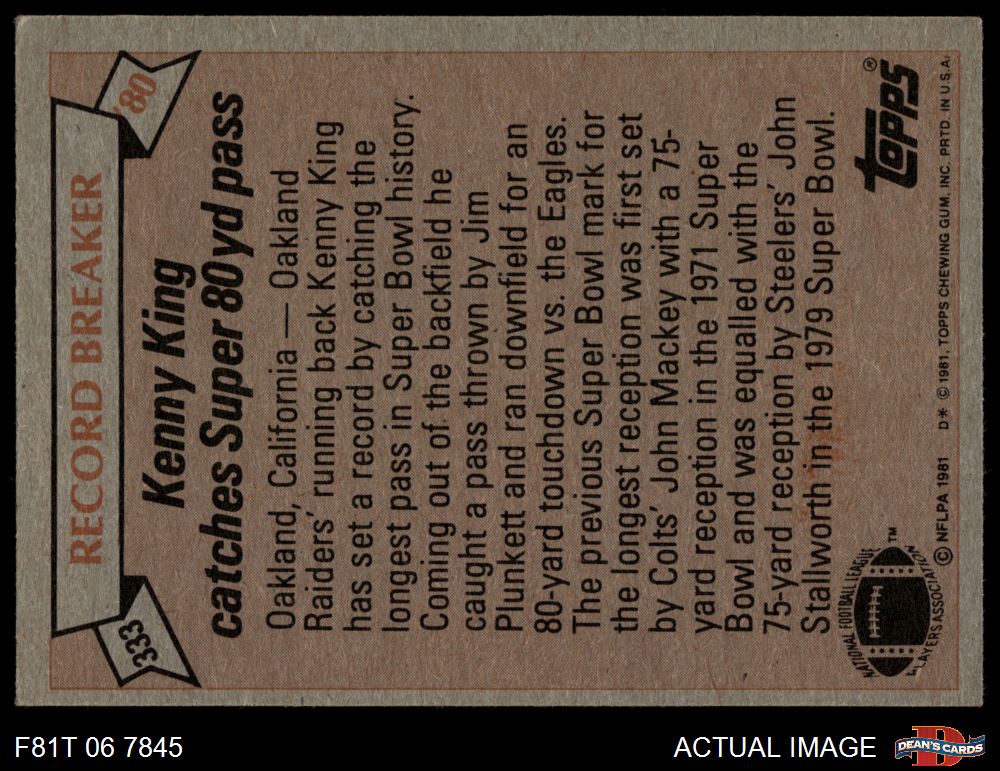 RECORD BREAKER
'80
333
Kenny King
catches Super 80 yd pass
Oakland, California — Oakland
Raiders' running back Kenny King
has set a record by catching the
longest pass in Super Bowl history.
Coming out of the backfield he
caught a pass thrown by Jim
Plunkett and ran downfield for an
80-yard touchdown vs. the Eagles.
The previous Super Bowl mark for
the longest reception was first set
by Colts' John Mackey with a 75-
yard reception in the 1971 Super
Bowl and was equalled with the
75-yard reception by Steelers' John
Stallworth in the 1979 Super Bowl.
NATIONAL FOOTBALL LEAGUE
PLAYERS ASSOCIATION
™
topps®
© NFLPA 1981 D* © 1981, TOPPS CHEWING GUM, INC. PRTD. IN U.S.A.
F81T 06 7845
ACTUAL IMAGE
D
DEAN'S CARDS